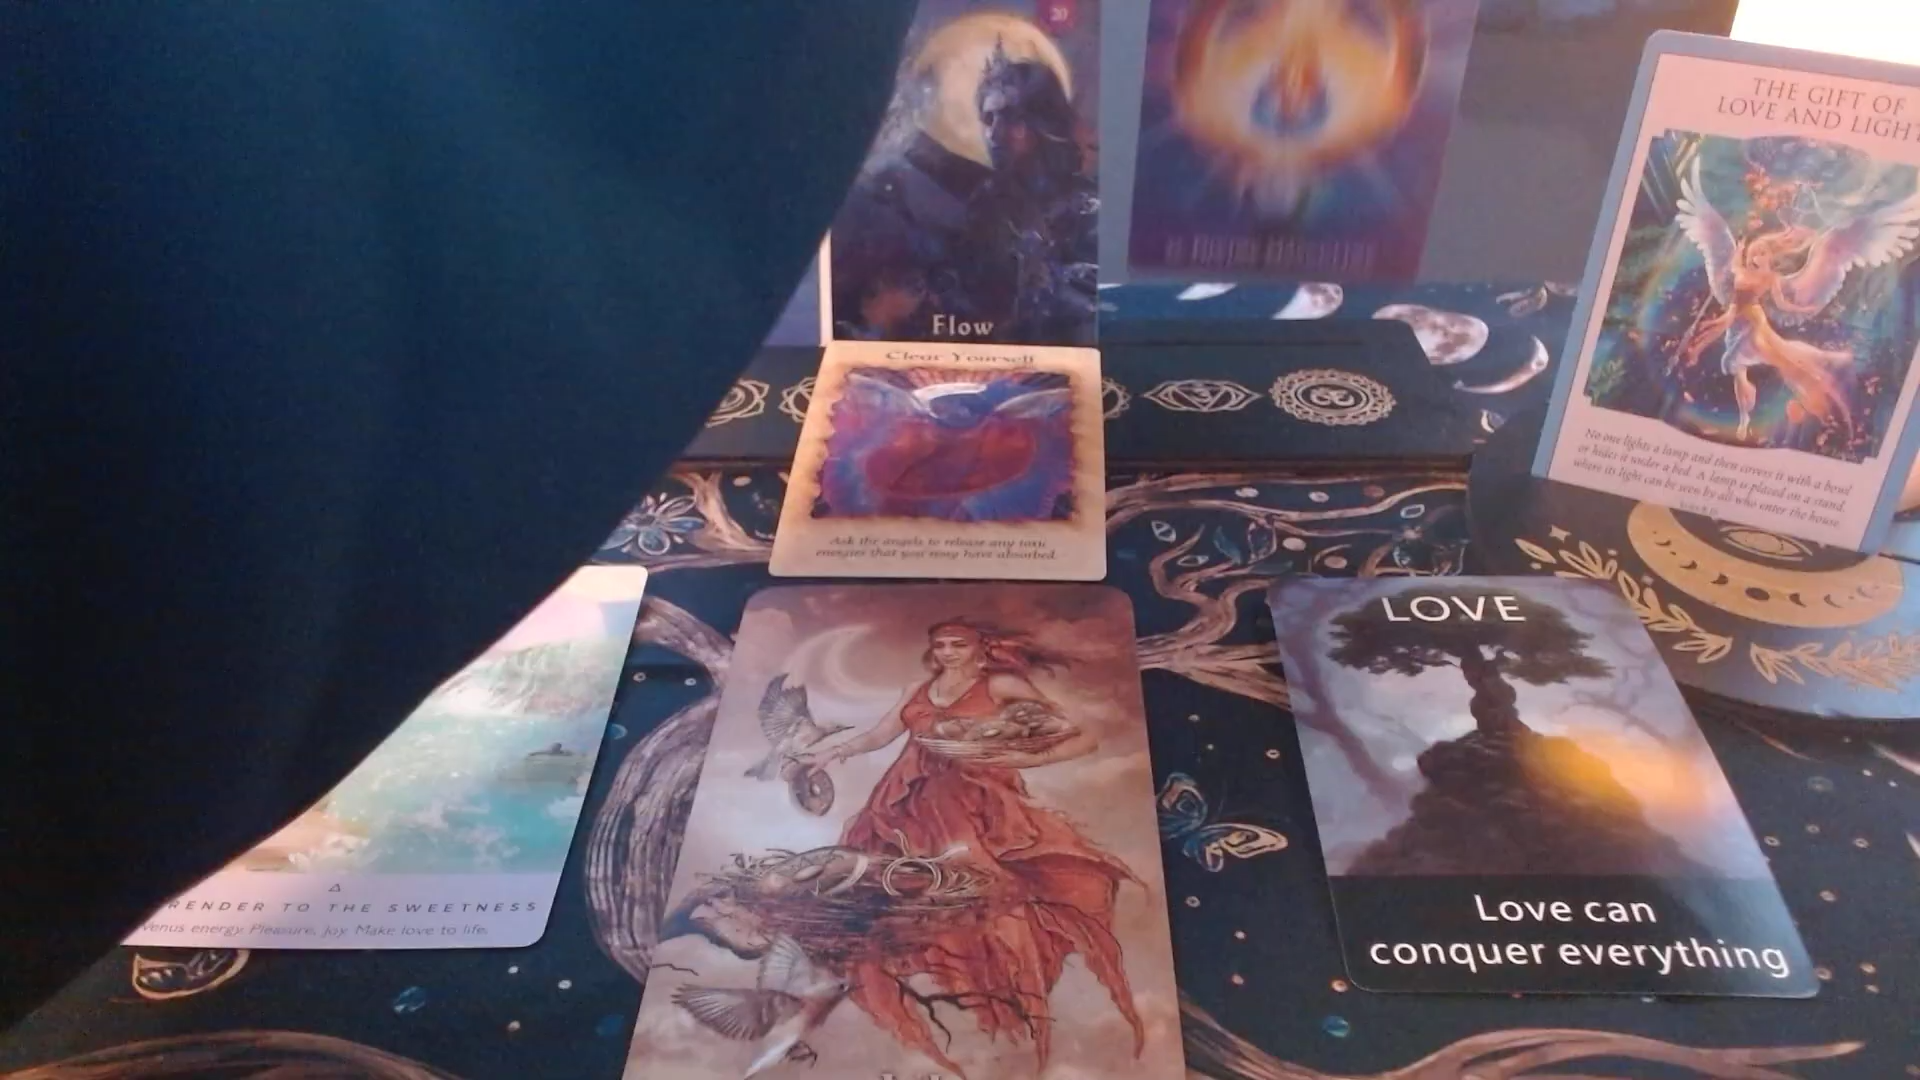 20
Flow
THE GIFT OF
LOVE AND LIGHT
Clear Yourself
No one lights a lamp and then covers it with a bowl
or hides it under a bed. A lamp is placed on a stand,
where its light can be seen by all who enter the house.
Ask the angels to release any toxic
energies that you may have absorbed.
LOVE
Love can
conquer everything
RENDER TO THE SWEETNESS
Venus energy. Pleasure. Joy. Make love to life.